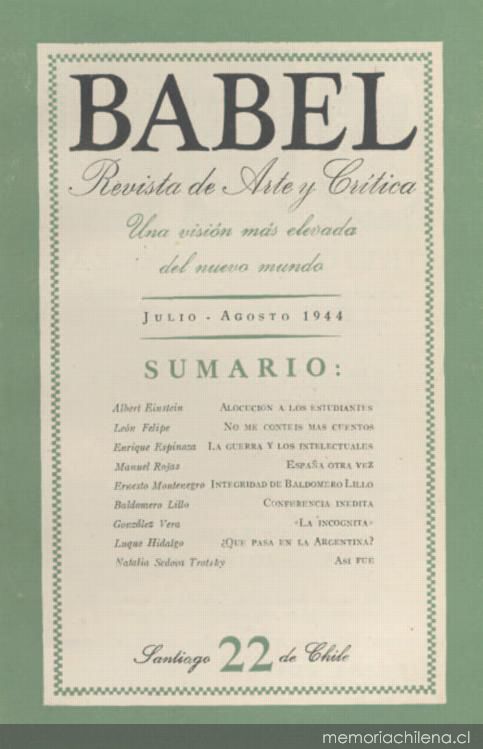 BABEL
Revista de Arte y Crítica
Una visión más elevada
del nuevo mundo
JULIO - AGOSTO 1944
SUMARIO:
Albert Einstein ALOCUCION A LOS ESTUDIANTES
León Felipe NO ME CONTEIS MAS CUENTOS
Enrique Espinoza LA GUERRA Y LOS INTELECTUALES
Manuel Rojas ESPAÑA OTRA VEZ
Ernesto Montenegro INTEGRIDAD DE BALDOMERO LILLO
Baldomero Lillo CONFERENCIA INEDITA
González Vera «LA INCOGNITA»
Luque Hidalgo ¿QUE PASA EN LA ARGENTINA?
Natalia Sedova Trotsky ASI FUE
Santiago 22 de Chile
memoriachilena.cl